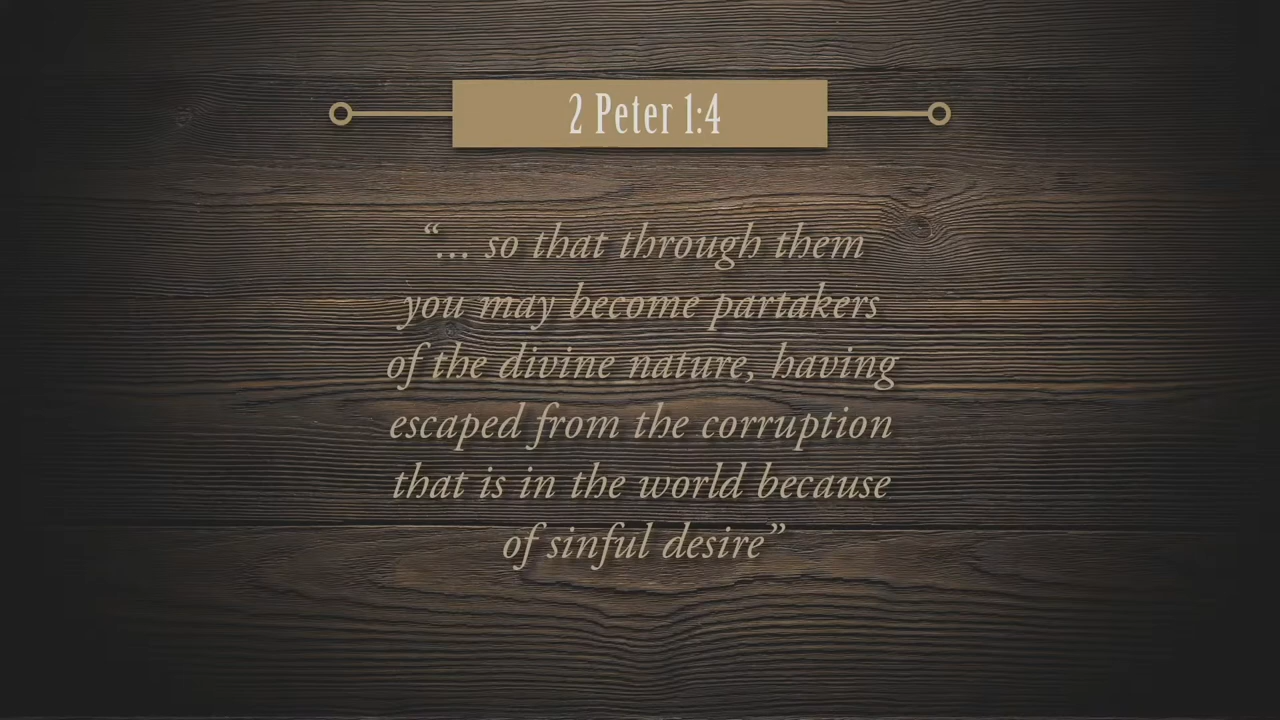 2 Peter 1:4
“... so that through them
you may become partakers
of the divine nature, having
escaped from the corruption
that is in the world because
of sinful desire”